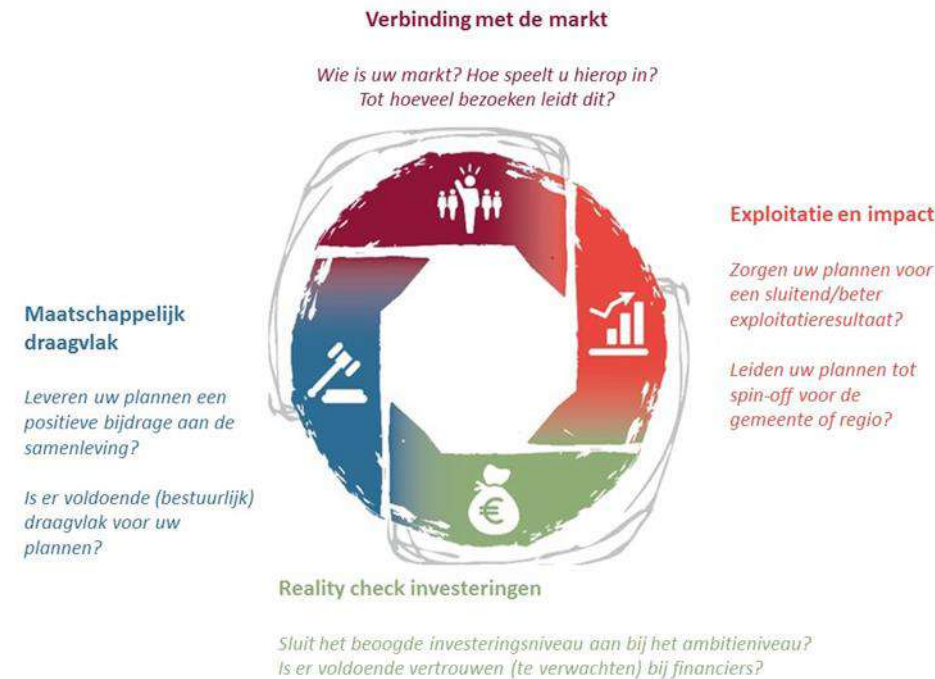 Verbinding met de markt
Wie is uw markt? Hoe speelt u hierop in?
Tot hoeveel bezoeken leidt dit?
Exploitatie en impact
Zorgen uw plannen voor
een sluitend/beter
exploitatieresultaat?
Leiden uw plannen tot
spin-off voor de
gemeente of regio?
Maatschappelijk
draagvlak
Leveren uw plannen een
positieve bijdrage aan de
samenleving?
Is er voldoende (bestuurlijk)
draagvlak voor uw
plannen?
€
Reality check investeringen
Sluit het beoogde investeringsniveau aan bij het ambitieniveau?
Is er voldoende vertrouwen (te verwachten) bij financiers?